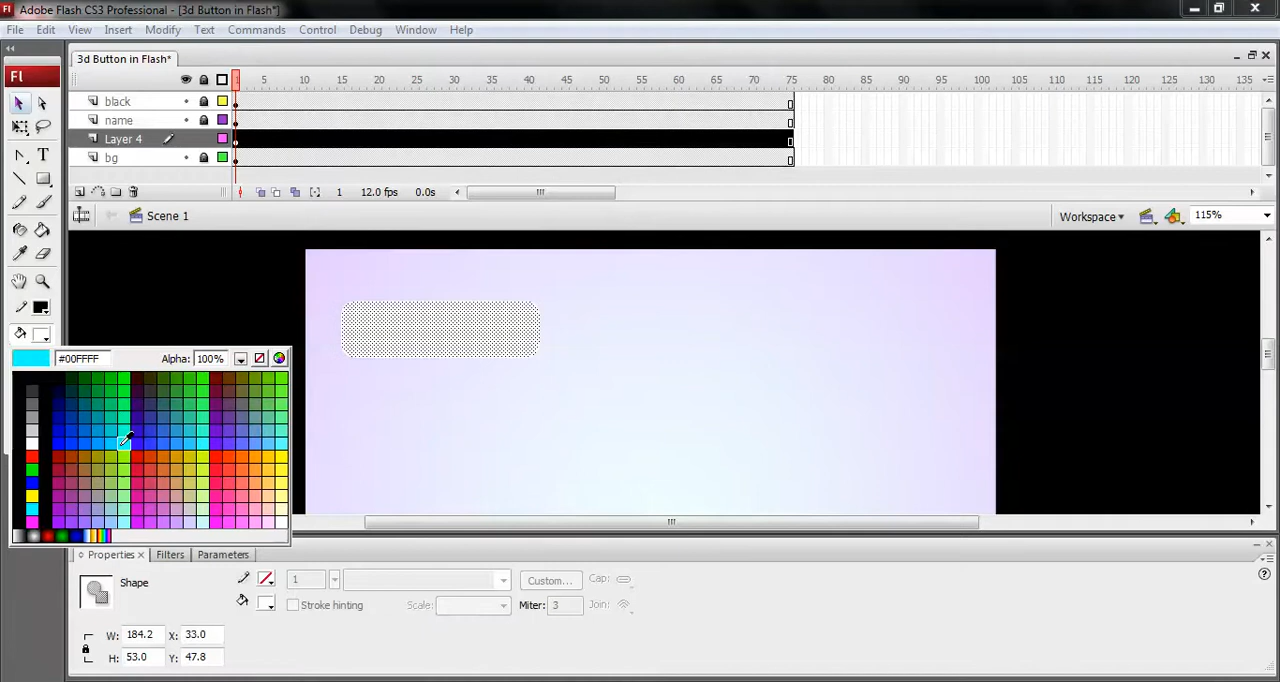 Fl Adobe Flash CS3 Professional - [3d Button in Flash*]
File Edit View Insert Modify Text Commands Control Debug Window Help
3d Button in Flash*
Fl
1 5 10 15 20 25 30 35 40 45 50 55 60 65 70 75 80 85 90 95 100 105 110 115 120 125 130 135
black
name
Layer 4
bg
1 12.0 fps 0.0s
Scene 1 Workspace 115%
#00FFFF Alpha: 100%
Properties Filters Parameters
Shape 1 Custom... Cap:
Stroke hinting Scale: Miter: 3 Join:
W: 184.2 X: 33.0
H: 53.0 Y: 47.8